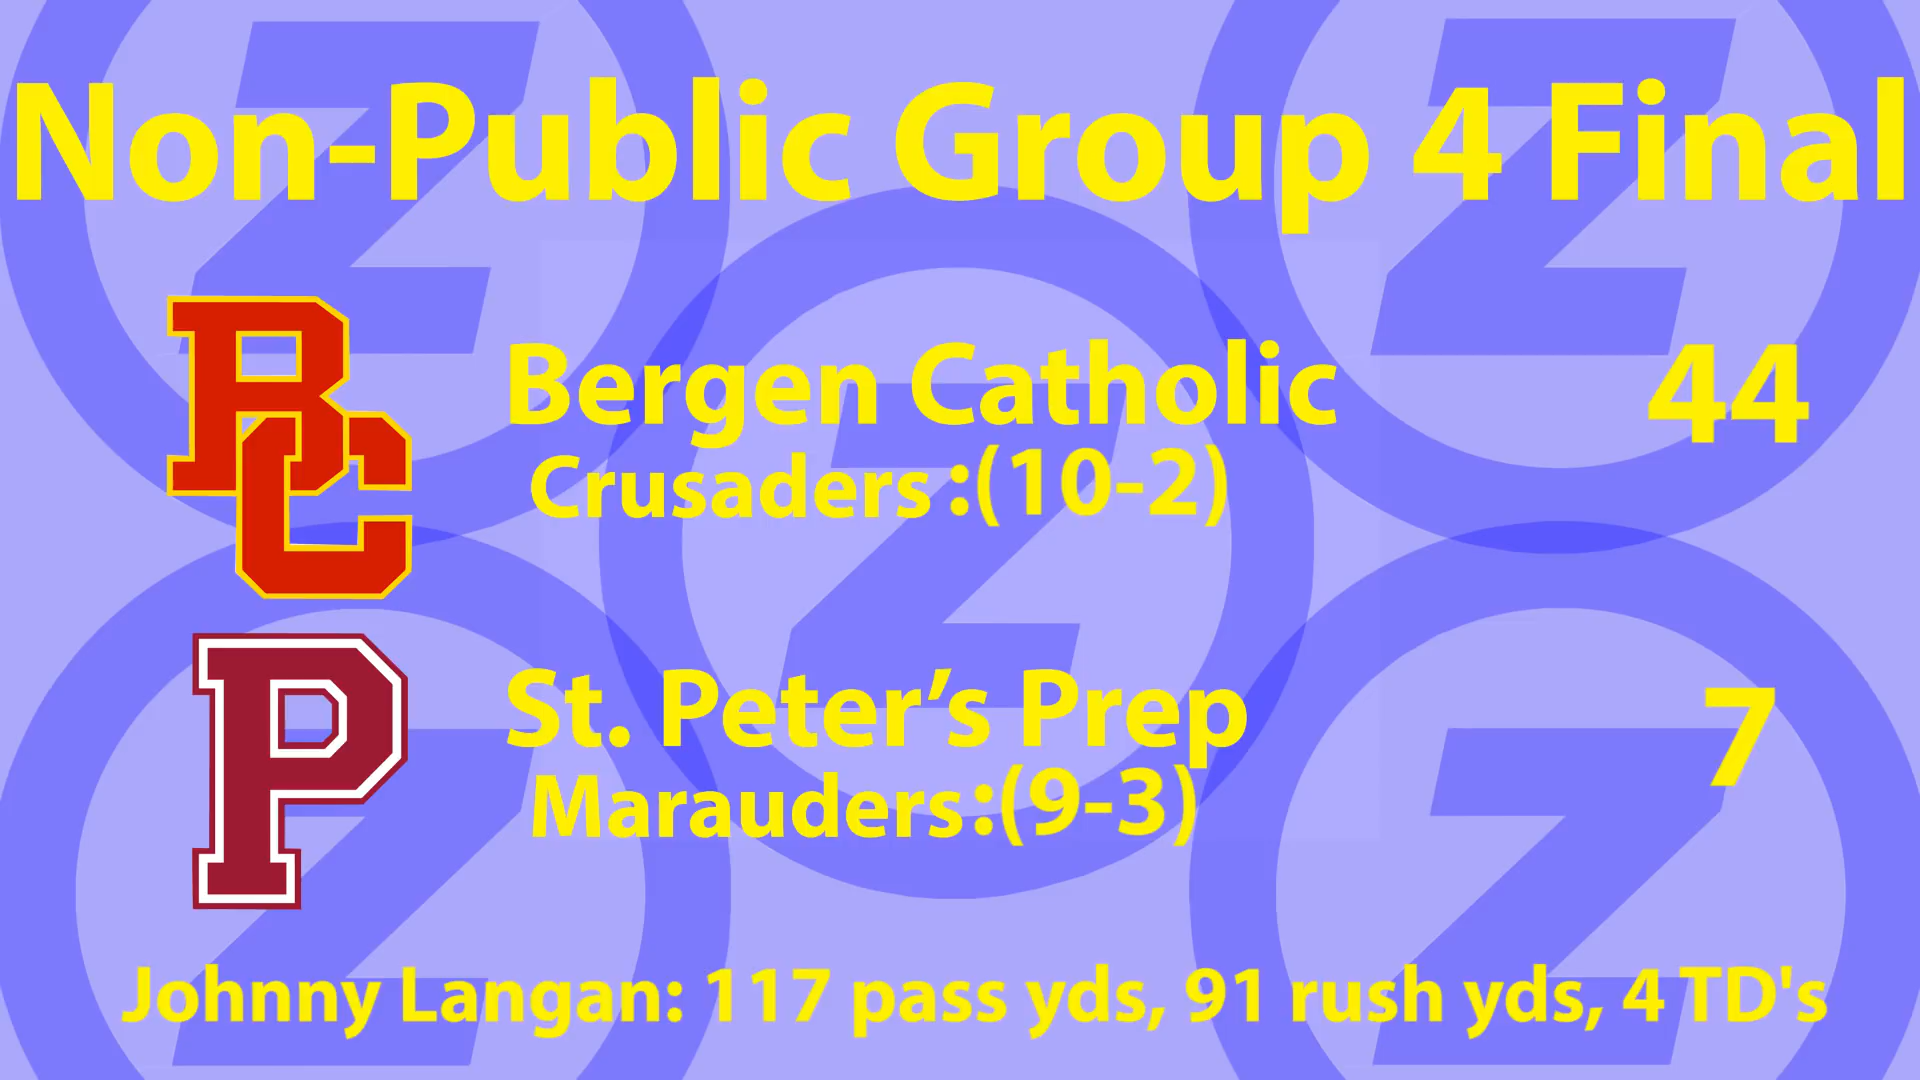 Non-Public Group 4 Final
BC
Bergen Catholic
44
Crusaders :(10-2)
P
St. Peter’s Prep
7
Marauders :(9-3)
Johnny Langan: 117 pass yds, 91 rush yds, 4 TD's
Z
Z
Z
Z
Z